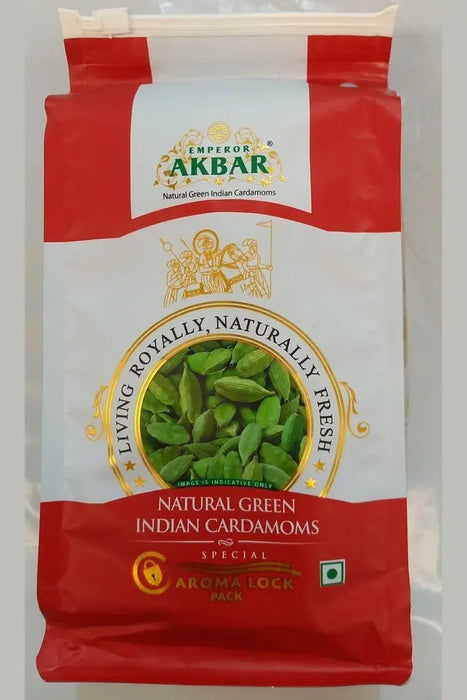 EMPEROR
AKBAR®
Natural Green Indian Cardamoms
LIVING ROYALLY, NATURALLY FRESH
IMAGE IS INDICATIVE ONLY
NATURAL GREEN
INDIAN CARDAMOMS
SPECIAL
AROMA LOCK
PACK